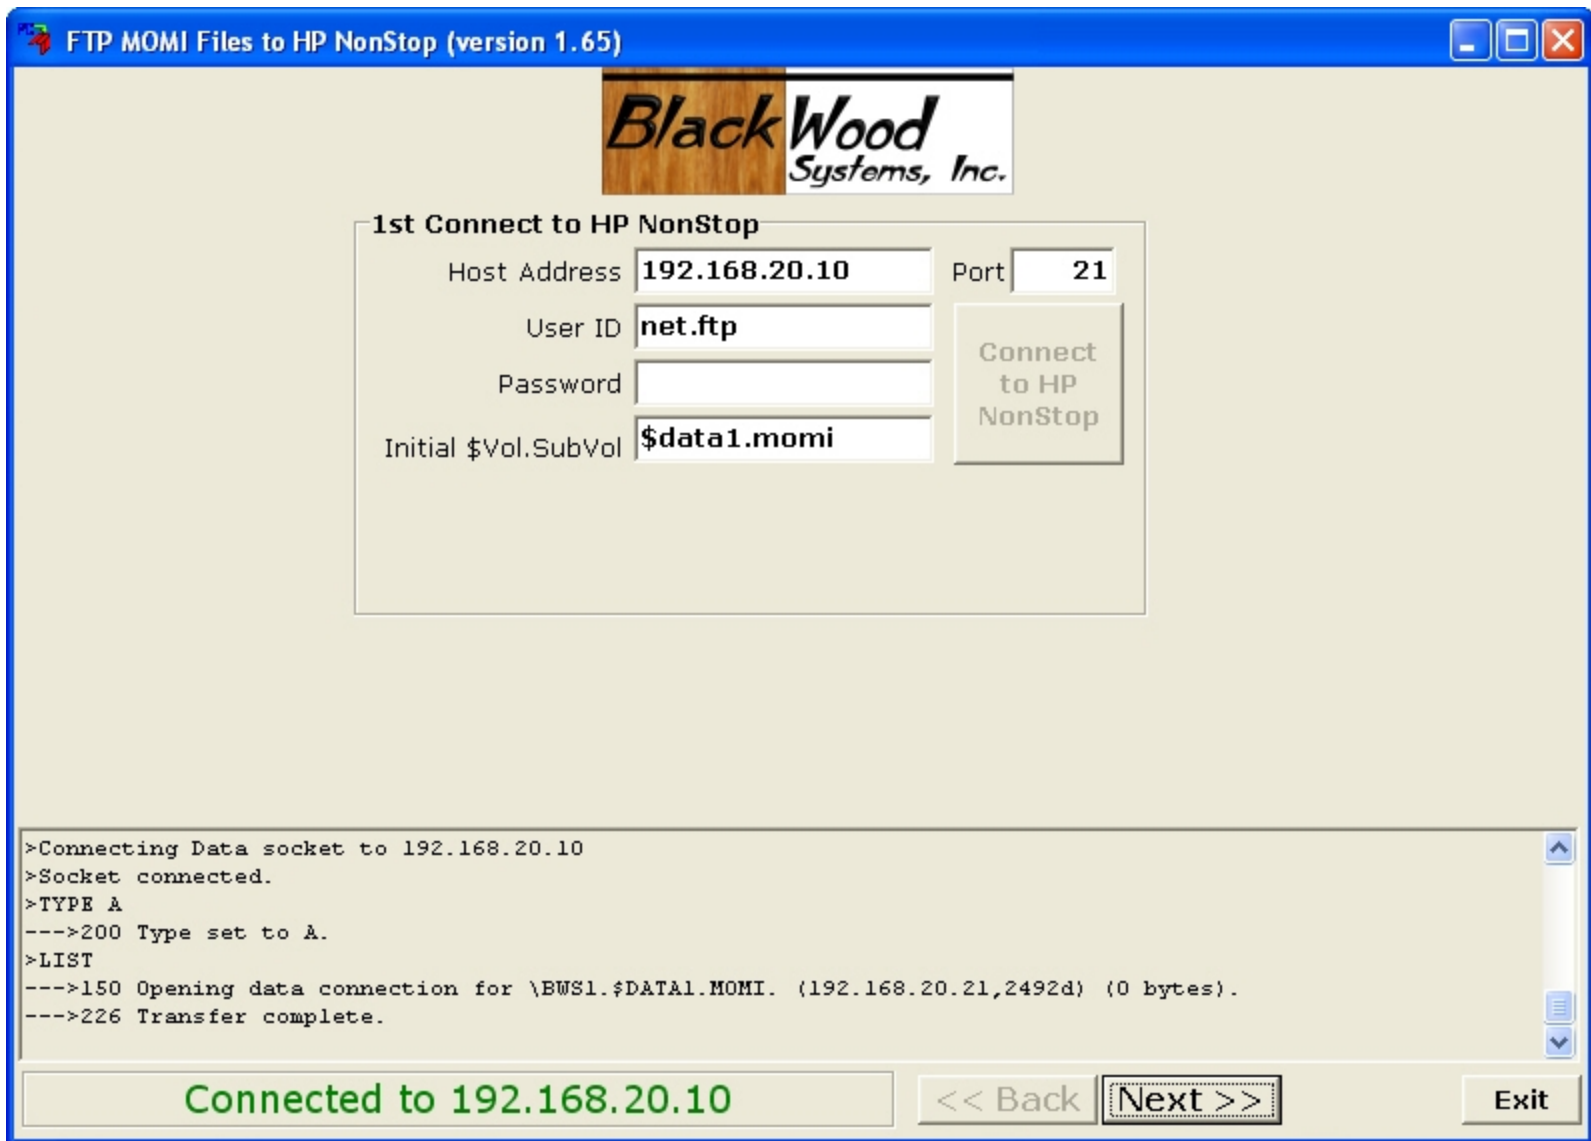 FTP MOMI Files to HP NonStop (version 1.65)
BlackWood
Systems, Inc.
1st Connect to HP NonStop
Host Address 192.168.20.10 Port 21
User ID net.ftp
Connect
to HP
NonStop
Password
Initial $Vol.SubVol $data1.momi
>Connecting Data socket to 192.168.20.10
>Socket connected.
>TYPE A
--->200 Type set to A.
>LIST
--->150 Opening data connection for \BWS1.$DATA1.MOMI. (192.168.20.21,2492d) (0 bytes).
--->226 Transfer complete.
Connected to 192.168.20.10 << Back Next >> Exit